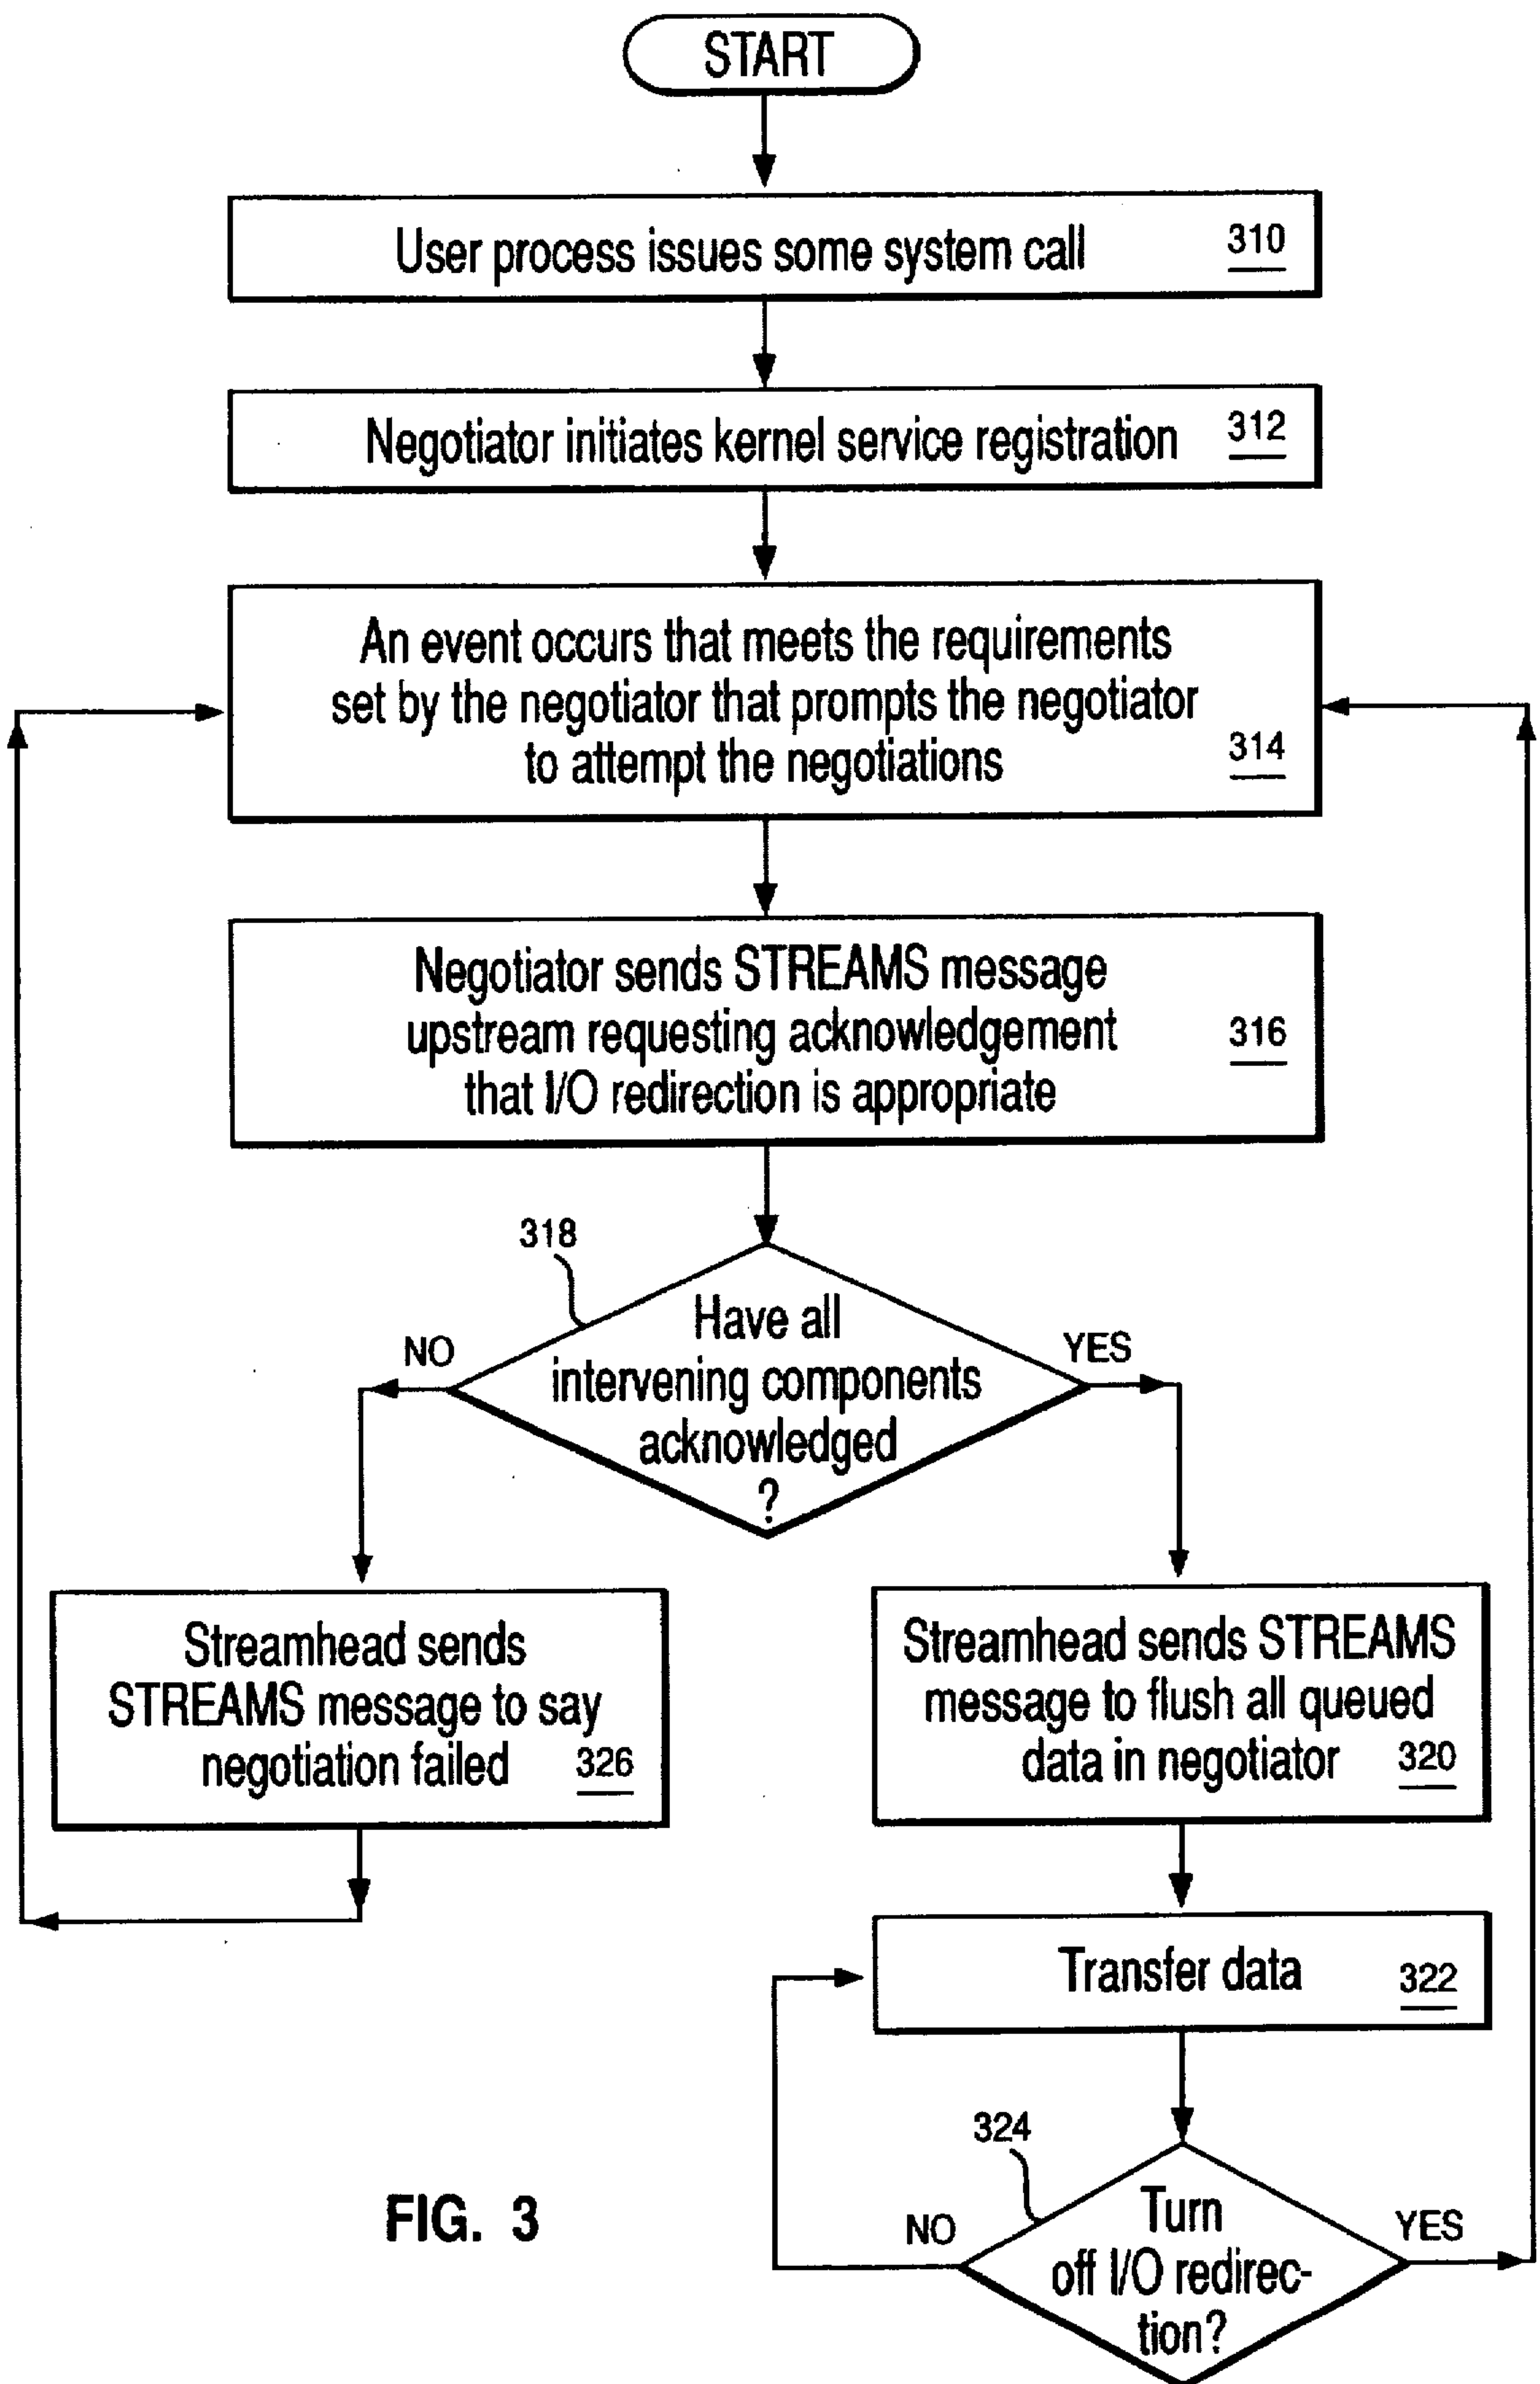 START
User process issues some system call 310
Negotiator initiates kernel service registration 312
An event occurs that meets the requirements
set by the negotiator that prompts the negotiator
to attempt the negotiations 314
Negotiator sends STREAMS message
upstream requesting acknowledgement 316
that I/O redirection is appropriate
318
Have all
intervening components
acknowledged
?
NO
YES
Streamhead sends
STREAMS message to say
negotiation failed 326
Streamhead sends STREAMS
message to flush all queued
data in negotiator 320
Transfer data 322
324
Turn
off I/O redirec-
tion?
NO
YES
FIG. 3